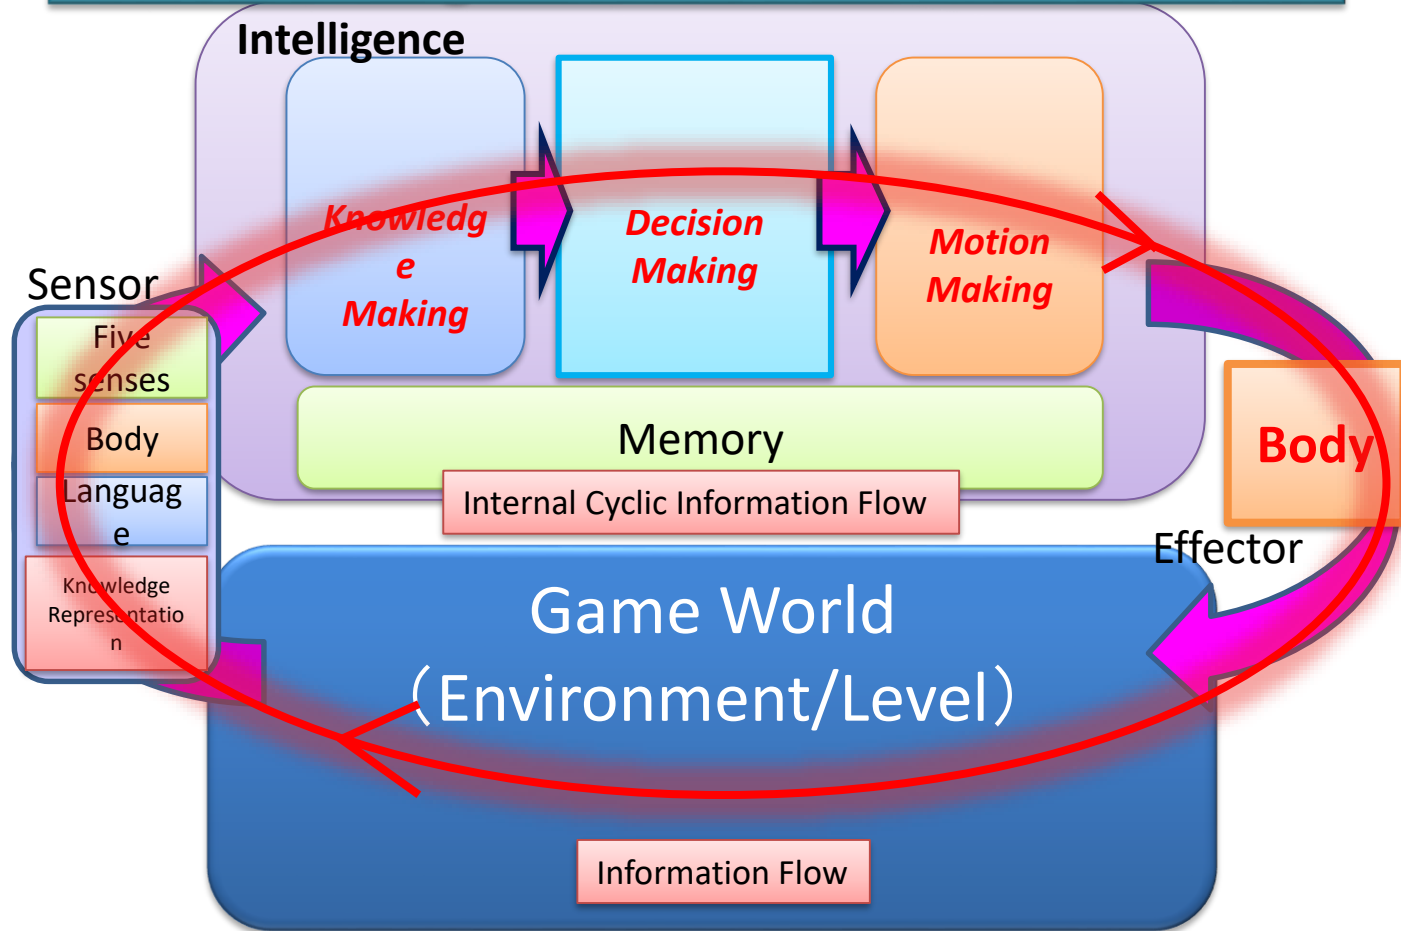 Intelligence
Knowledg
e
Making
Decision
Making
Motion
Making
Sensor
Five
senses
Body
Languag
e
Knowledge
Representatio
n
Memory
Internal Cyclic Information Flow
Body
Effector
Game World
（Environment/Level）
Information Flow